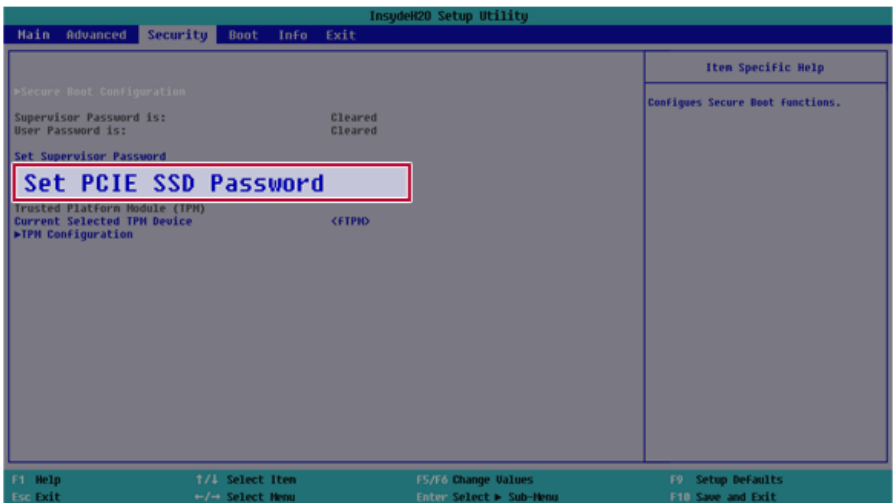 InsydeH20 Setup Utility
Main Advanced Security Boot Info Exit
Item Specific Help
▶Secure Boot Configuration
Configues Secure Boot functions.
Supervisor Password is: Cleared
User Password is: Cleared
Set Supervisor Password
Set PCIE SSD Password
Trusted Platform Module (TPM)
Current Selected TPM Device <fTPM>
▶TPM Configuration
F1 Help ↑/↓ Select Item F5/F6 Change Values F9 Setup Defaults
Esc Exit ←/→ Select Menu Enter Select ▶ Sub-Menu F10 Save and Exit